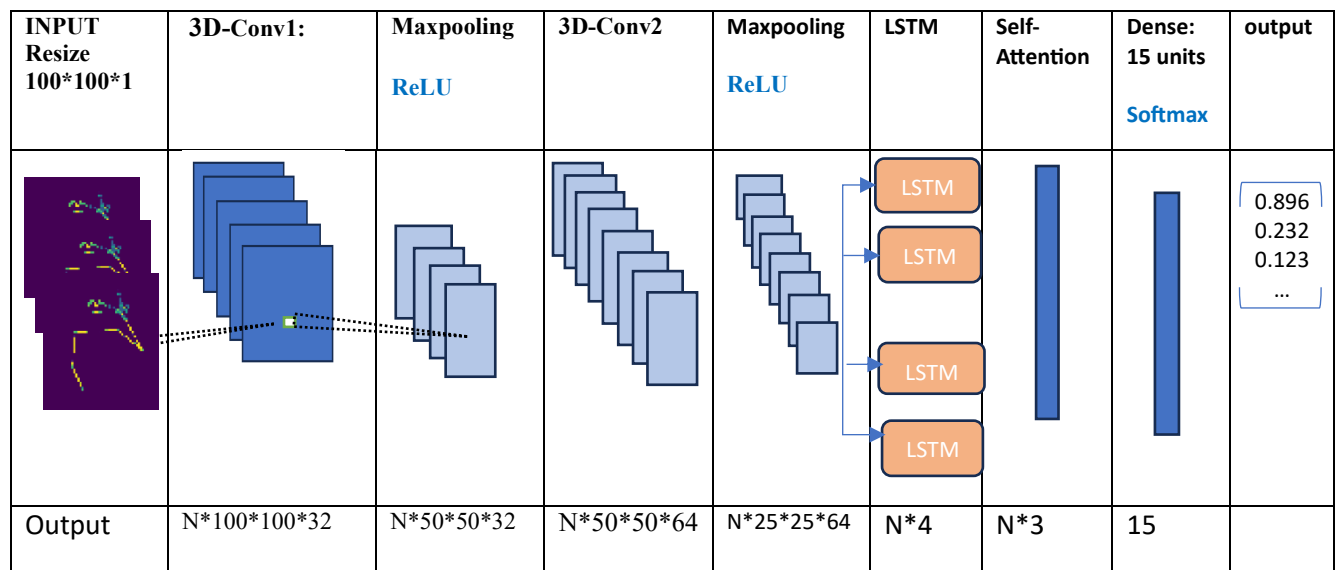 INPUT
Resize
100*100*1
3D-Conv1:
Maxpooling
ReLU
3D-Conv2
Maxpooling
ReLU
LSTM
Self-
Attention
Dense:
15 units
Softmax
output
LSTM
LSTM
LSTM
LSTM
0.896
0.232
0.123
...
Output
N*100*100*32
N*50*50*32
N*50*50*64
N*25*25*64
N*4
N*3
15